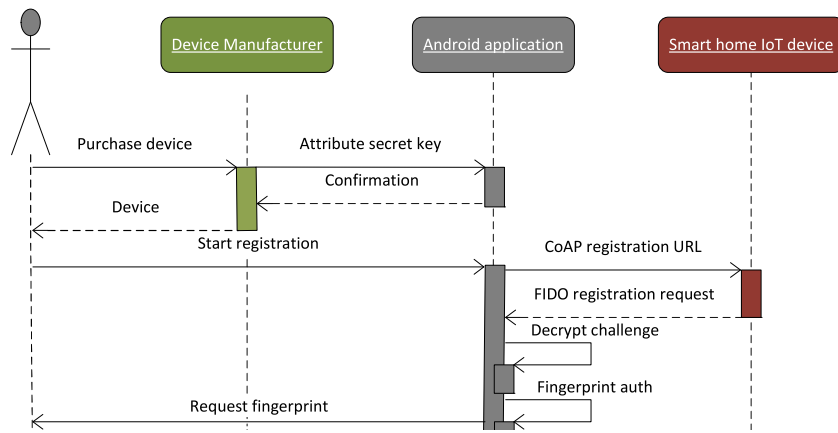 Device Manufacturer
Android application
Smart home IoT device
Purchase device
Attribute secret key
Confirmation
Device
Start registration
CoAP registration URL
FIDO registration request
Decrypt challenge
Fingerprint auth
Request fingerprint